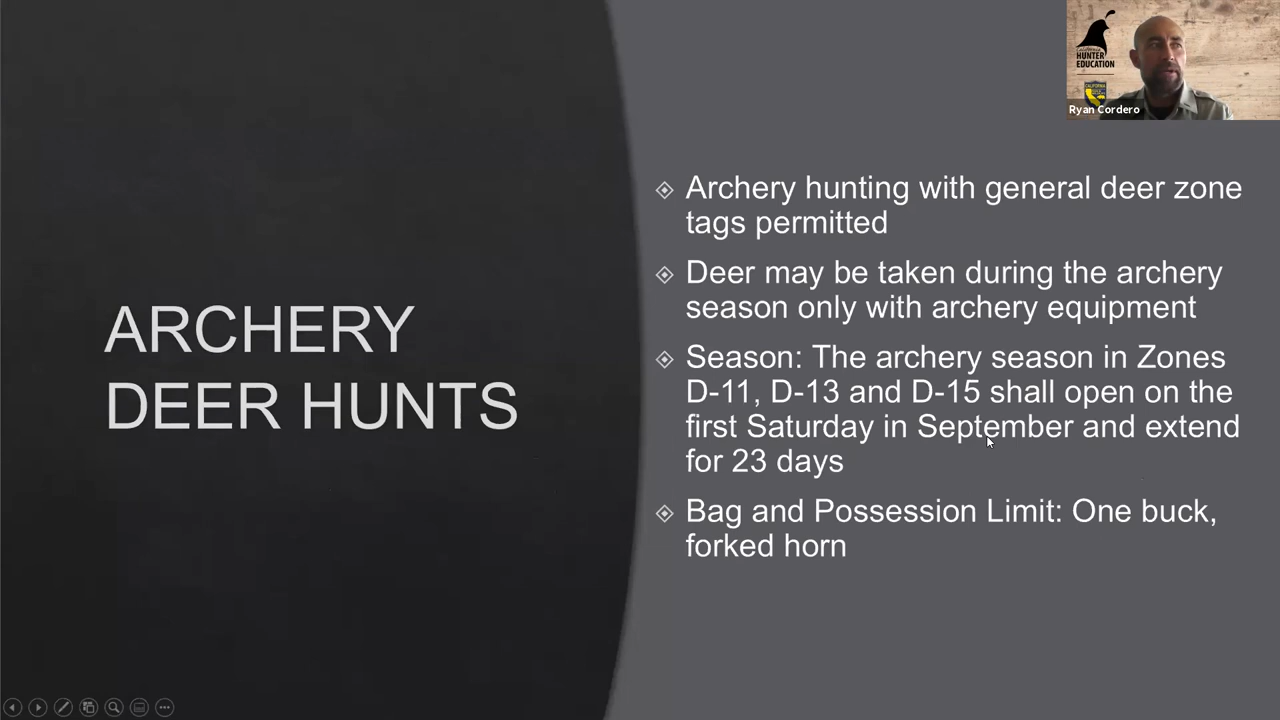 CALIFORNIA
HUNTER
EDUCATION
CALIFORNIA
Ryan Cordero
ARCHERY
DEER HUNTS
Archery hunting with general deer zone
tags permitted
Deer may be taken during the archery
season only with archery equipment
Season: The archery season in Zones
D-11, D-13 and D-15 shall open on the
first Saturday in September and extend
for 23 days
Bag and Possession Limit: One buck,
forked horn